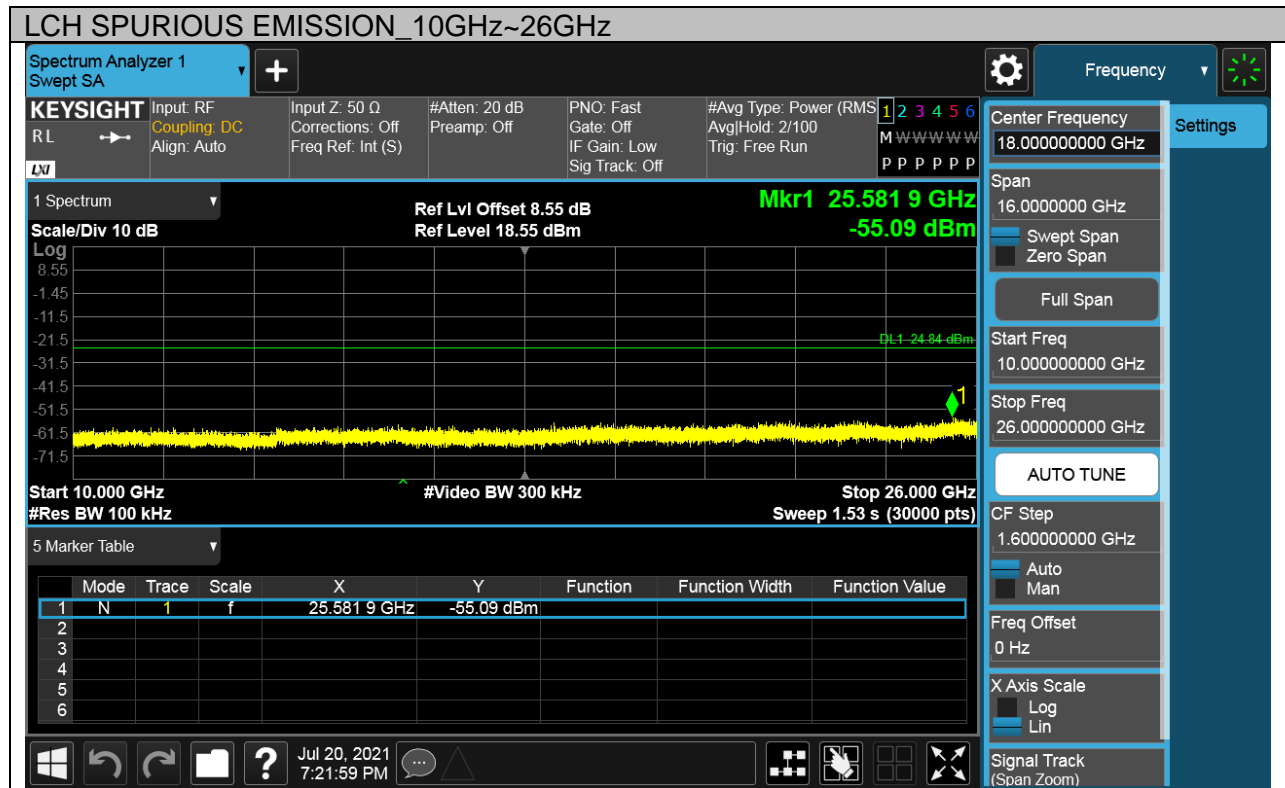 LCH SPURIOUS EMISSION_10GHz~26GHz
Spectrum Analyzer 1
Swept SA
Frequency
KEYSIGHT
RL
LXI
Input: RF
Coupling: DC
Align: Auto
Input Z: 50 Ω
Corrections: Off
Freq Ref: Int (S)
#Atten: 20 dB
Preamp: Off
PNO: Fast
Gate: Off
IF Gain: Low
Sig Track: Off
#Avg Type: Power (RMS
Avg|Hold: 2/100
Trig: Free Run
1 2 3 4 5 6
M W W W W W
P P P P P P
1 Spectrum
Scale/Div 10 dB
Ref Lvl Offset 8.55 dB
Ref Level 18.55 dBm
Mkr1 25.581 9 GHz
-55.09 dBm
Log
8.55
-1.45
-11.5
-21.5
DL1 -24.84 dBm
-31.5
-41.5
1
-51.5
-61.5
-71.5
Start 10.000 GHz
#Video BW 300 kHz
Stop 26.000 GHz
#Res BW 100 kHz
Sweep 1.53 s (30000 pts)
5 Marker Table
Mode Trace Scale X Y Function Function Width Function Value
1 N 1 f 25.581 9 GHz -55.09 dBm
2
3
4
5
6
Jul 20, 2021
7:21:59 PM
Center Frequency
18.000000000 GHz
Settings
Span
16.0000000 GHz
Swept Span
Zero Span
Full Span
Start Freq
10.000000000 GHz
Stop Freq
26.000000000 GHz
AUTO TUNE
CF Step
1.600000000 GHz
Auto
Man
Freq Offset
0 Hz
X Axis Scale
Log
Lin
Signal Track
(Span Zoom)